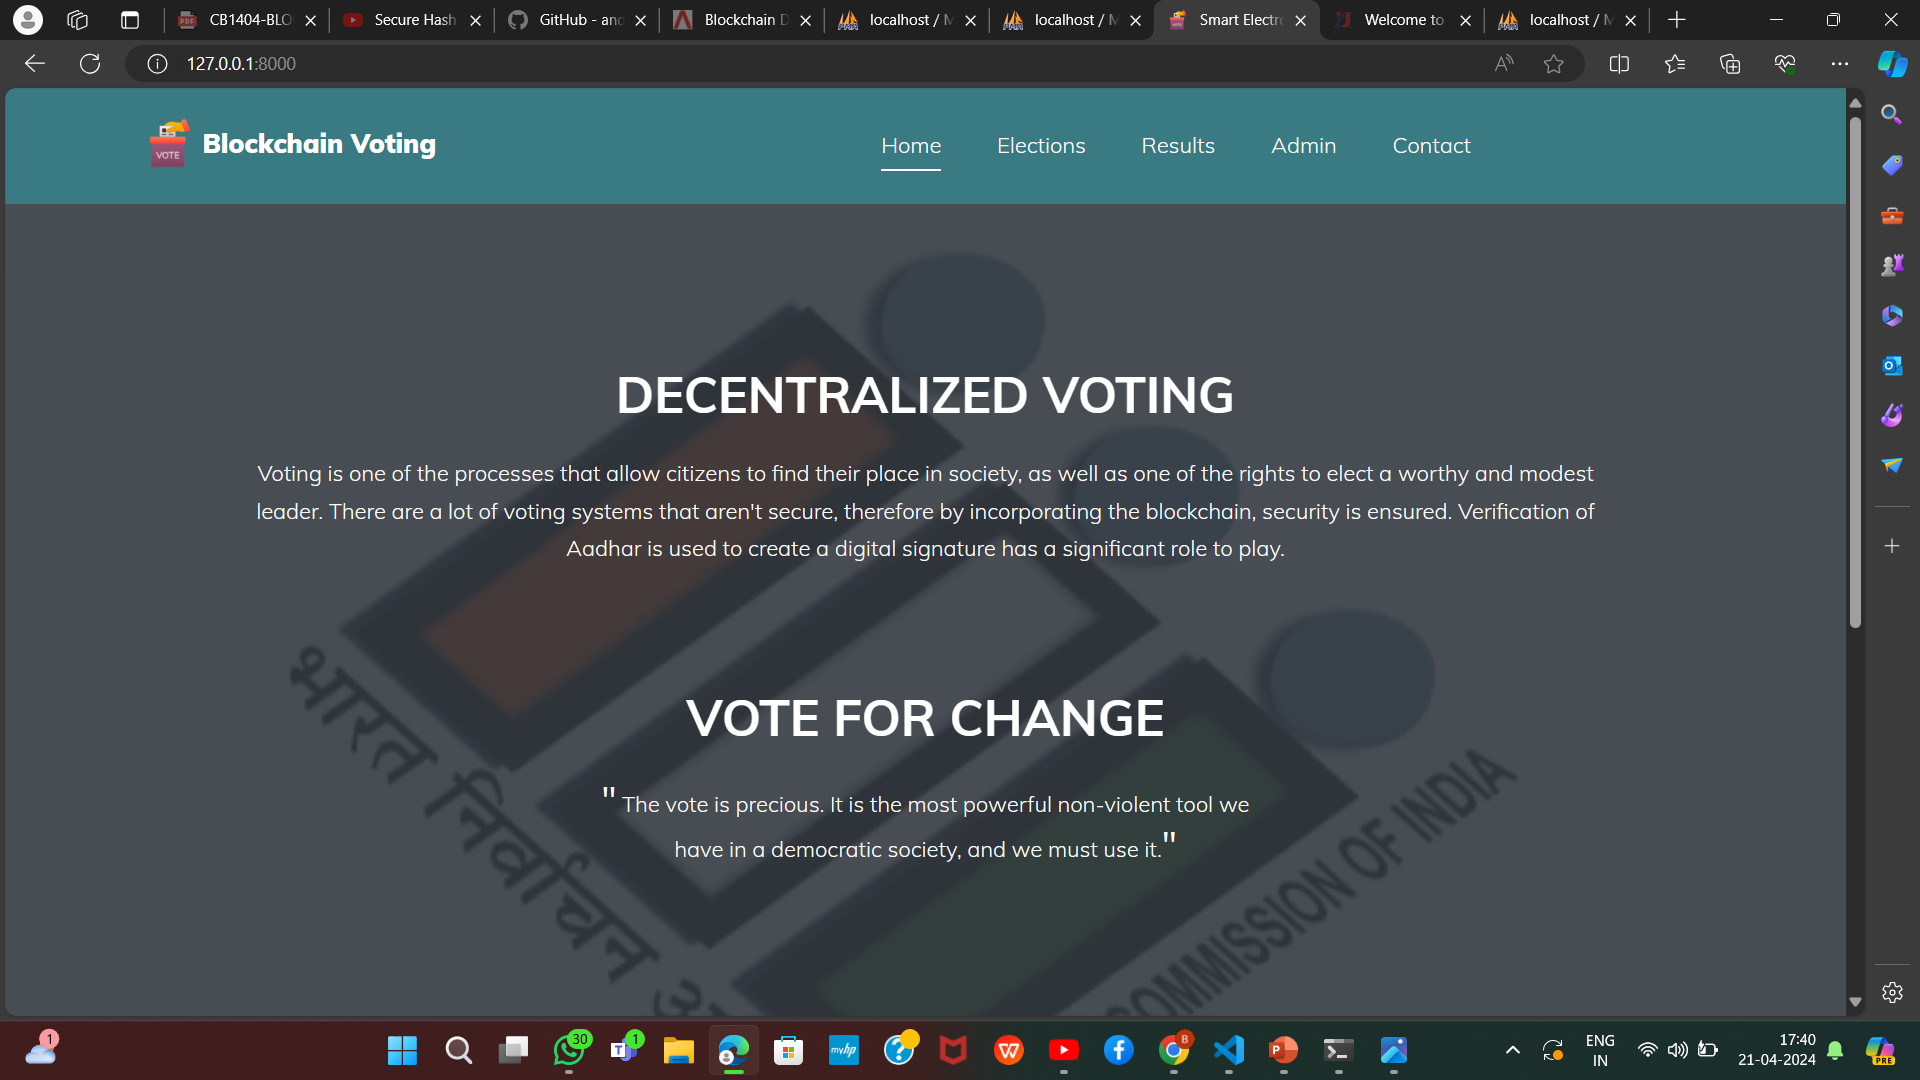 CB1404-BLO
Secure Hash
GitHub - and
Blockchain D
localhost / M
localhost / M
Smart Electro
Welcome to
localhost / M
127.0.0.1:8000
VOTE
Blockchain Voting
Home
Elections
Results
Admin
Contact
DECENTRALIZED VOTING
Voting is one of the processes that allow citizens to find their place in society, as well as one of the rights to elect a worthy and modest
leader. There are a lot of voting systems that aren't secure, therefore by incorporating the blockchain, security is ensured. Verification of
Aadhar is used to create a digital signature has a significant role to play.
VOTE FOR CHANGE
" The vote is precious. It is the most powerful non-violent tool we
have in a democratic society, and we must use it."
भारत निर्वाचन
COMMISSION OF INDIA
1
30
1
myhp
B
ENG
IN
17:40
21-04-2024
PRE